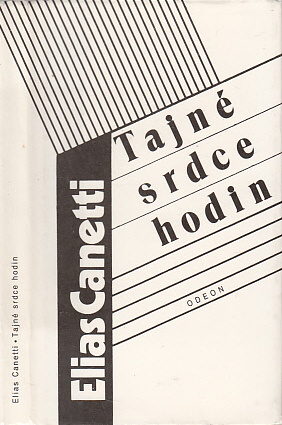 Elias Canetti • Tajné srdce hodin
Elias Canetti
Tajné
srdce
hodin
ODEON